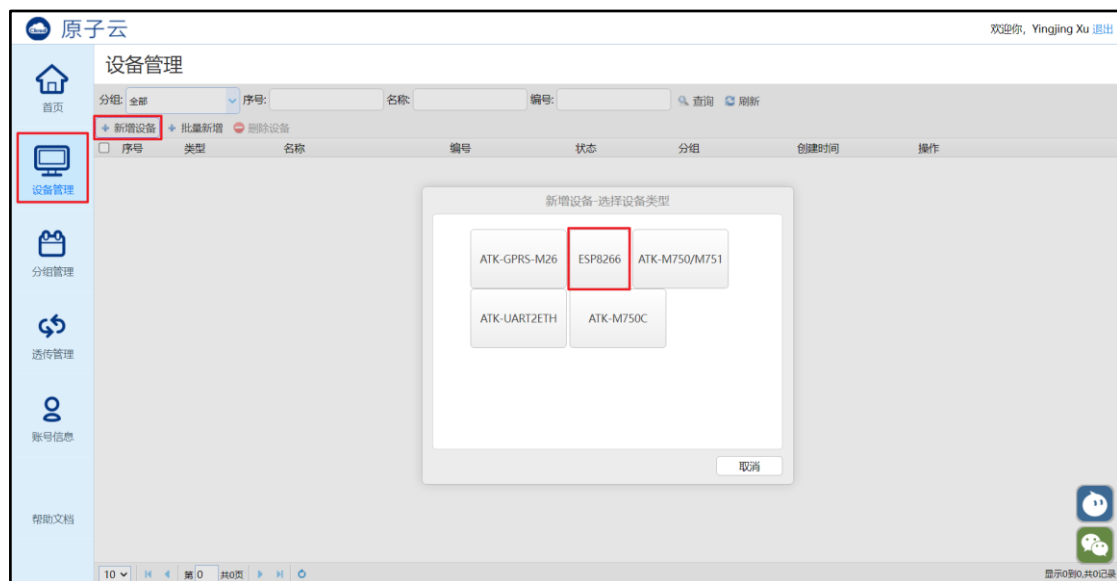 原子云
欢迎你, Yingjing Xu 退出
首页
设备管理
分组管理
透传管理
账号信息
帮助文档
设备管理
分组: 全部 序号: 名称: 编号: 查询 刷新
新增设备 批量新增 删除设备
序号 类型 名称 编号 状态 分组 创建时间 操作
新增设备-选择设备类型
ATK-GPRS-M26 ESP8266 ATK-M750/M751
ATK-UART2ETH ATK-M750C
取消
10 第 0 共0页 显示0到0,共0记录